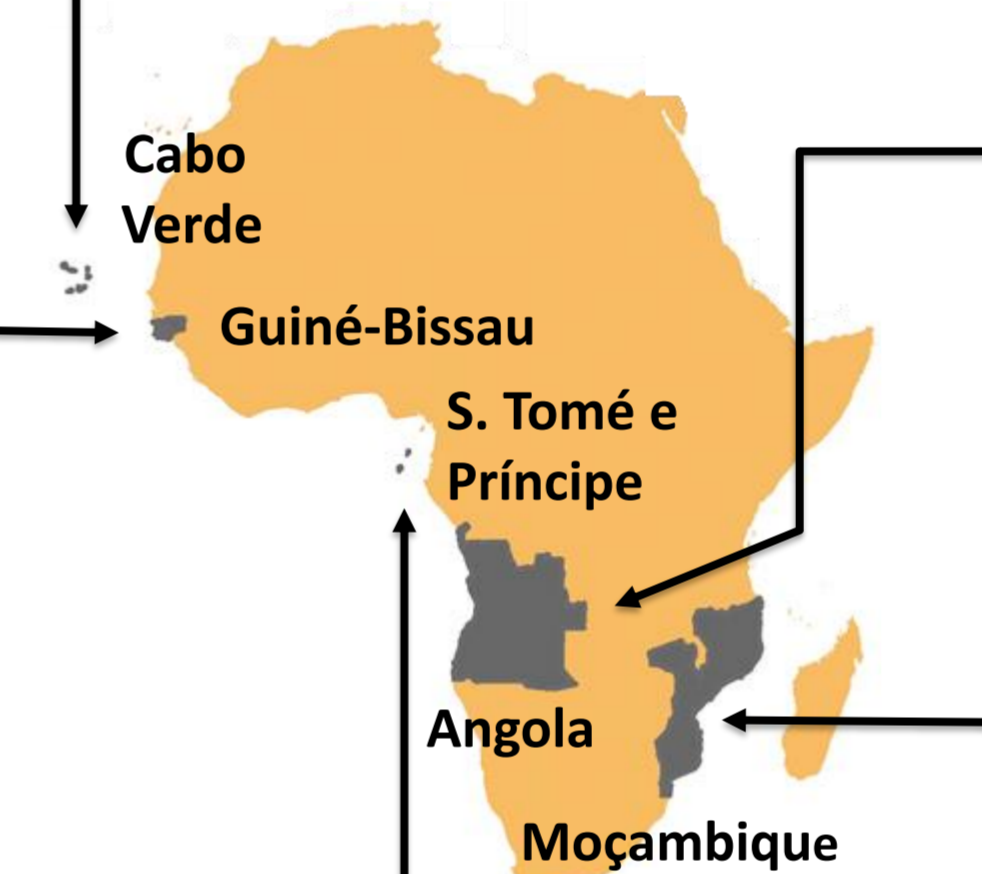 Cabo
Verde
Guiné-Bissau
S. Tomé e
Príncipe
Angola
Moçambique